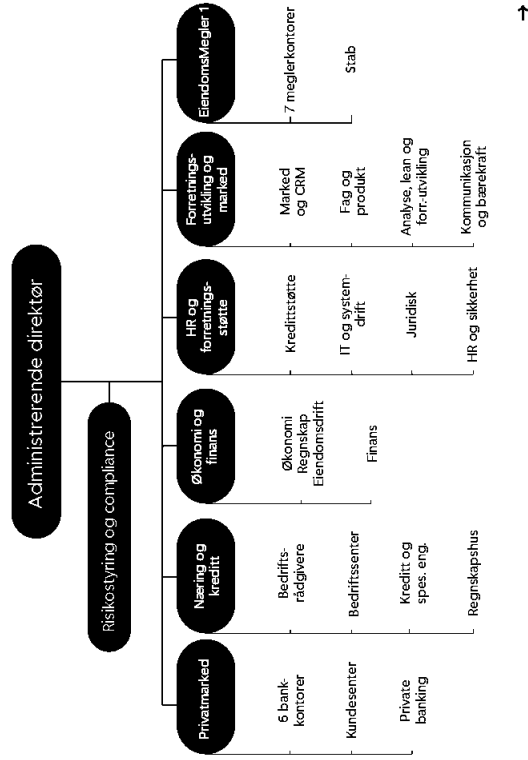 Administrerende direktør
Risikostyring og compliance
Privatmarked
6 bank-
kontorer
Kundesenter
Private
banking
Næring og
kreditt
Bedrifts-
rådgivere
Bedriftssenter
Kreditt og
spes. eng.
Regnskapshus
Økonomi og
finans
Økonomi
Regnskap
Eiendomsdrift
Finans
HR og
forretnings-
støtte
Kredittstøtte
IT og system-
drift
Juridisk
HR og sikkerhet
Forretnings-
utvikling og
marked
Marked
og CRM
Fag og
produkt
Analyse, lean og
forr.-utvikling
Kommunikasjon
og bærekraft
EiendomsMegler 1
7 meglerkontorer
Stab